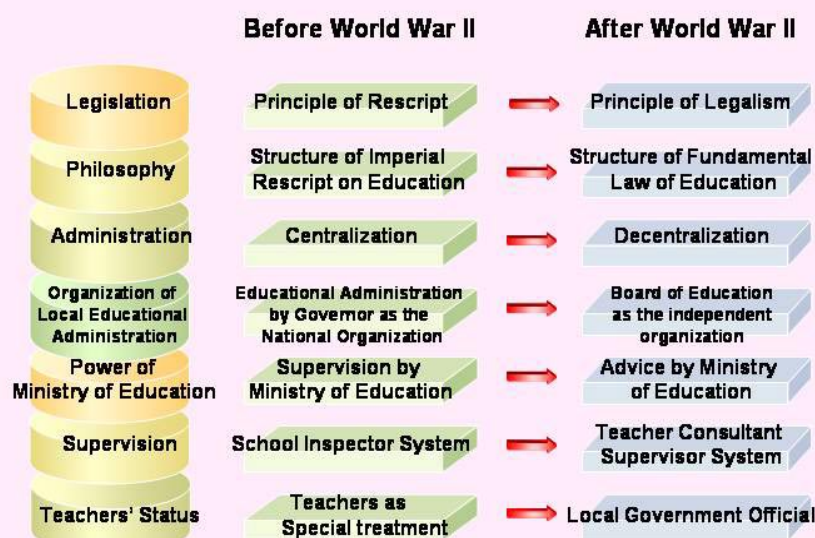 Before World War II
After World War II
Legislation
Principle of Rescript
Principle of Legalism
Philosophy
Structure of Imperial
Rescript on Education
Structure of Fundamental
Law of Education
Administration
Centralization
Decentralization
Organization of
Local Educational
Administration
Educational Administration
by Governor as the
National Organization
Board of Education
as the independent
organization
Power of
Ministry of Education
Supervision by
Ministry of Education
Advice by Ministry
of Education
Supervision
School Inspector System
Teacher Consultant
Supervisor System
Teachers' Status
Teachers as
Special treatment
Local Government Official